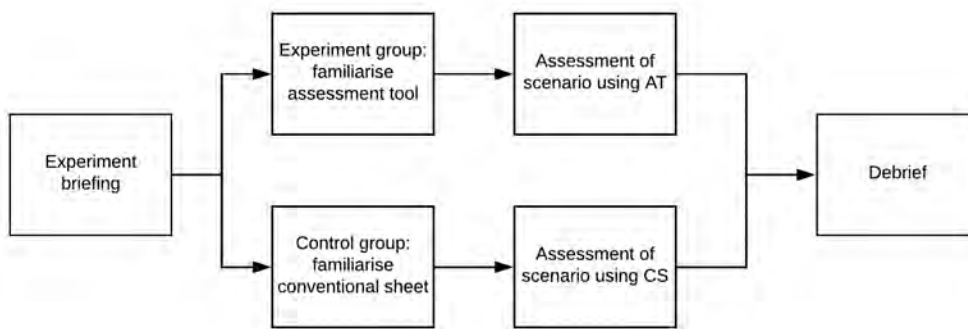 Experiment
briefing
Experiment group:
familiarise
assessment tool
Assessment of
scenario using AT
Control group:
familiarise
conventional sheet
Assessment of
scenario using CS
Debrief